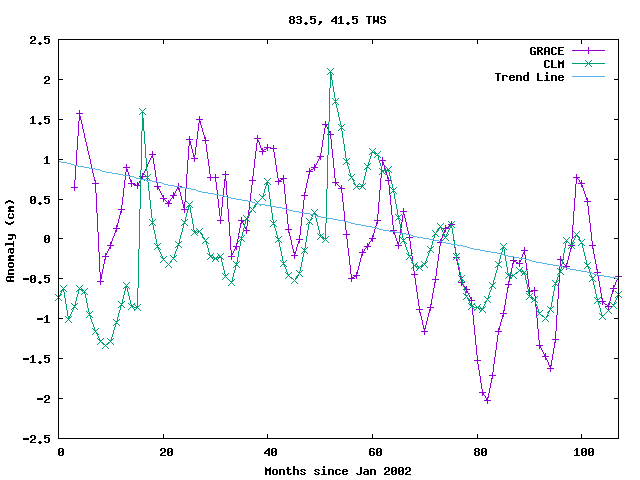 83.5, 41.5 TWS
GRACE
CLM
Trend Line
Anomaly (cm)
2.5
2
1.5
1
0.5
0
-0.5
-1
-1.5
-2
-2.5
0 20 40 60 80 100
Months since Jan 2002